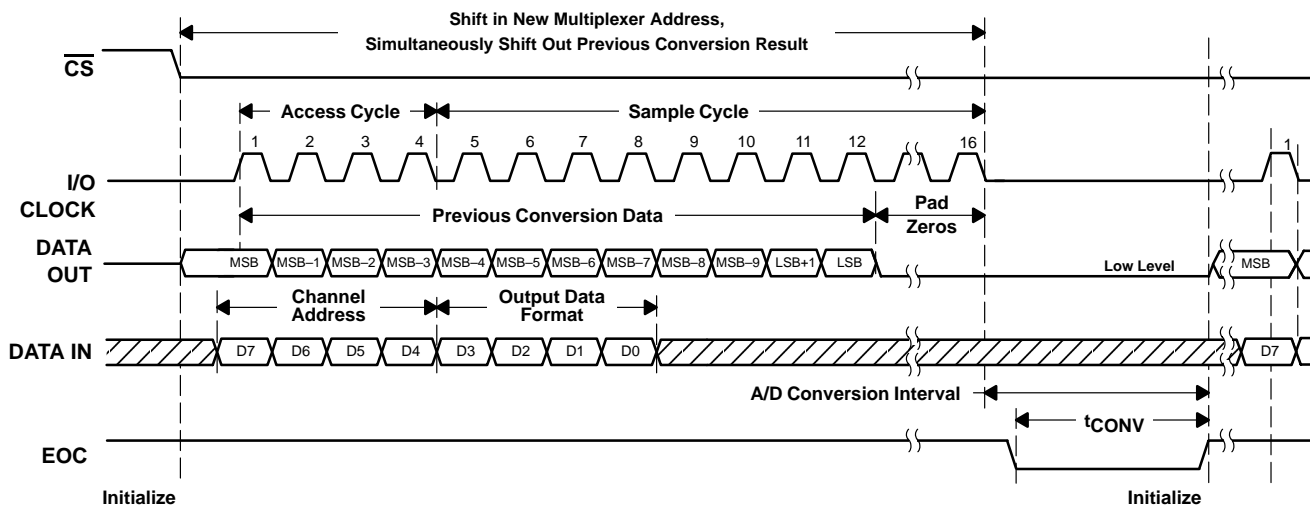 Shift in New Multiplexer Address,
Simultaneously Shift Out Previous Conversion Result
CS
Access Cycle
Sample Cycle
1 2 3 4 5 6 7 8 9 10 11 12 16 1
I/O
CLOCK
Previous Conversion Data
Pad
Zeros
DATA
OUT
MSB MSB–1 MSB–2 MSB–3 MSB–4 MSB–5 MSB–6 MSB–7 MSB–8 MSB–9 LSB+1 LSB Low Level MSB
Channel
Address
Output Data
Format
DATA IN
D7 D6 D5 D4 D3 D2 D1 D0 D7
A/D Conversion Interval
tCONV
EOC
Initialize
Initialize